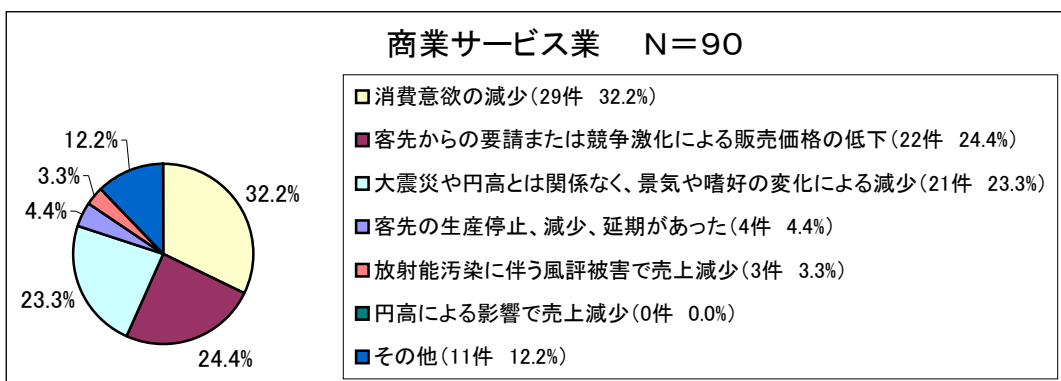 商業サービス業　N＝90
■消費意欲の減少(29件 32.2%)
■客先からの要請または競争激化による販売価格の低下(22件 24.4%)
■大震災や円高とは関係なく、景気や嗜好の変化による減少(21件 23.3%)
■客先の生産停止、減少、延期があった(4件 4.4%)
■放射能汚染に伴う風評被害で売上減少(3件 3.3%)
■円高による影響で売上減少(0件 0.0%)
■その他(11件 12.2%)
12.2%
3.3%
4.4%
32.2%
23.3%
24.4%